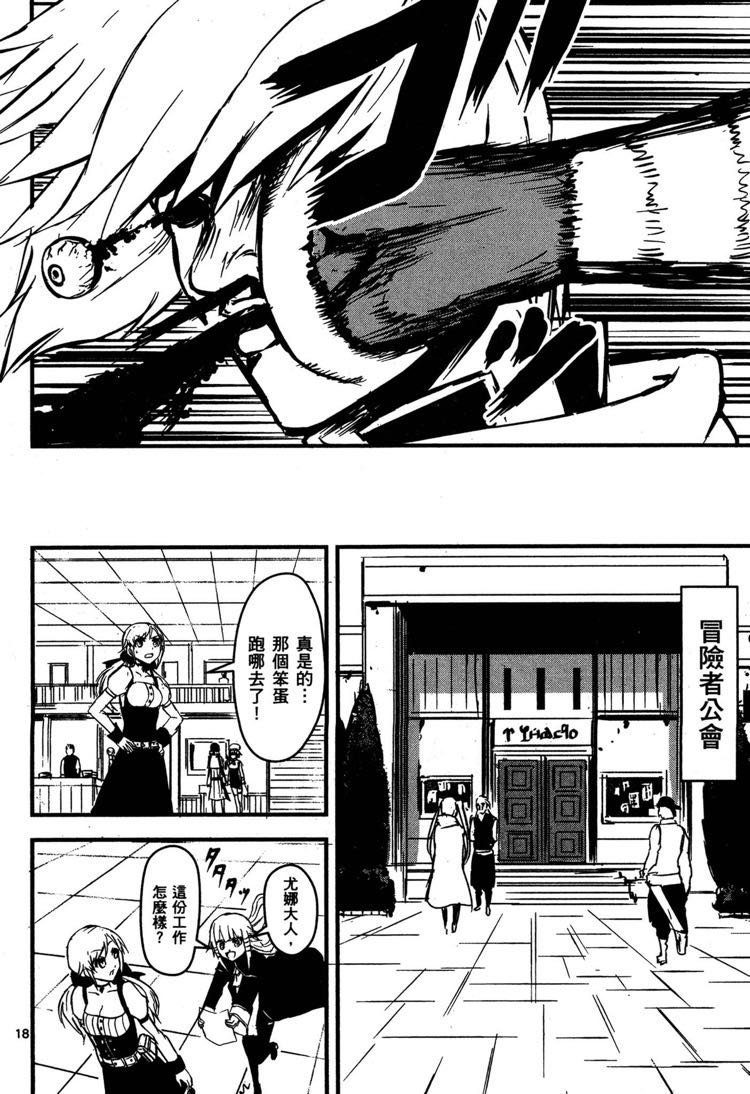 冒險者公會
真是的…
那個笨蛋
跑哪去了！
尤娜大人，
タタタッ
這份工作
怎麼樣？
18